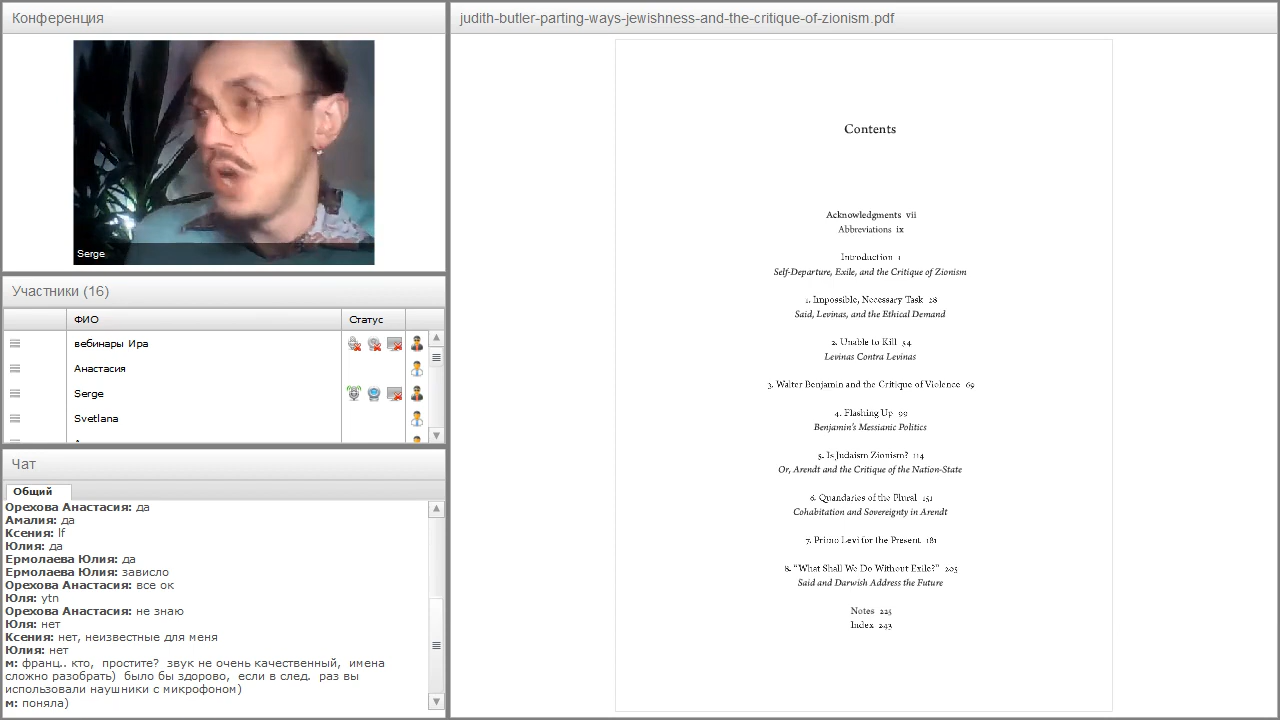 Конференция
Serge
Участники (16)
ФИО
Статус
вебинары Ира
Анастасия
Serge
Svetlana
Чат
Общий
Орехова Анастасия: да
Амалия: да
Ксения: lf
Юлия: да
Ермолаева Юлия: да
Ермолаева Юлия: зависло
Орехова Анастасия: все ок
Юля: ytn
Орехова Анастасия: не знаю
Юля: нет
Ксения: нет, неизвестные для меня
Юлия: нет
м: франц.. кто, простите? звук не очень качественный, имена
сложно разобрать) было бы здорово, если в след. раз вы
использовали наушники с микрофоном)
м: поняла)
judith-butler-parting-ways-jewishness-and-the-critique-of-zionism.pdf
Contents
Acknowledgments vii
Abbreviations ix
Introduction 1
Self-Departure, Exile, and the Critique of Zionism
1. Impossible, Necessary Task 28
Said, Levinas, and the Ethical Demand
2. Unable to Kill 54
Levinas Contra Levinas
3. Walter Benjamin and the Critique of Violence 69
4. Flashing Up 99
Benjamin's Messianic Politics
5. Is Judaism Zionism? 114
Or, Arendt and the Critique of the Nation-State
6. Quandaries of the Plural 151
Cohabitation and Sovereignty in Arendt
7. Primo Levi for the Present 181
8. “What Shall We Do Without Exile?” 205
Said and Darwish Address the Future
Notes 225
Index 243